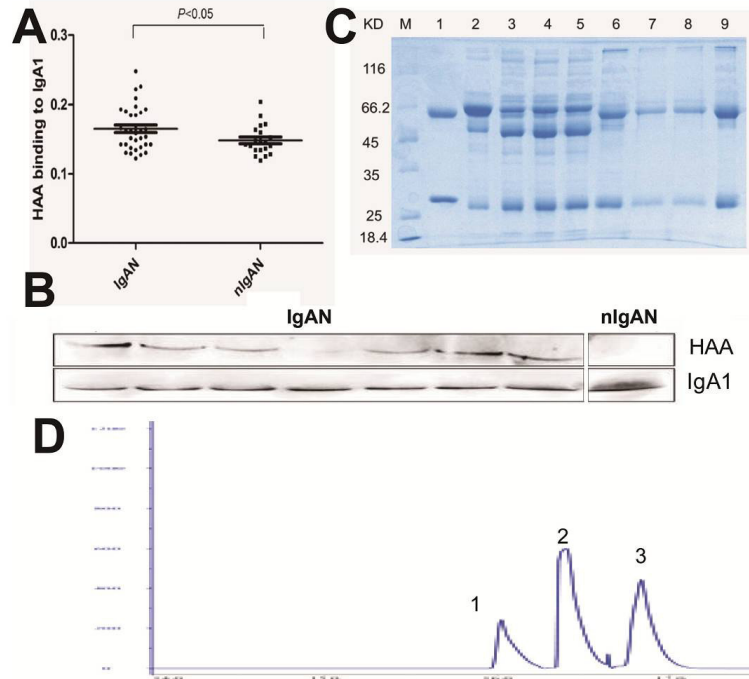 A
P<0.05
HAA binding to IgA1
0.3
0.2
0.1
0.0
IgAN
nIgAN
C
KD M 1 2 3 4 5 6 7 8 9
116
66.2
45
35
25
18.4
B
IgAN
nIgAN
HAA
IgA1
D
1
2
3